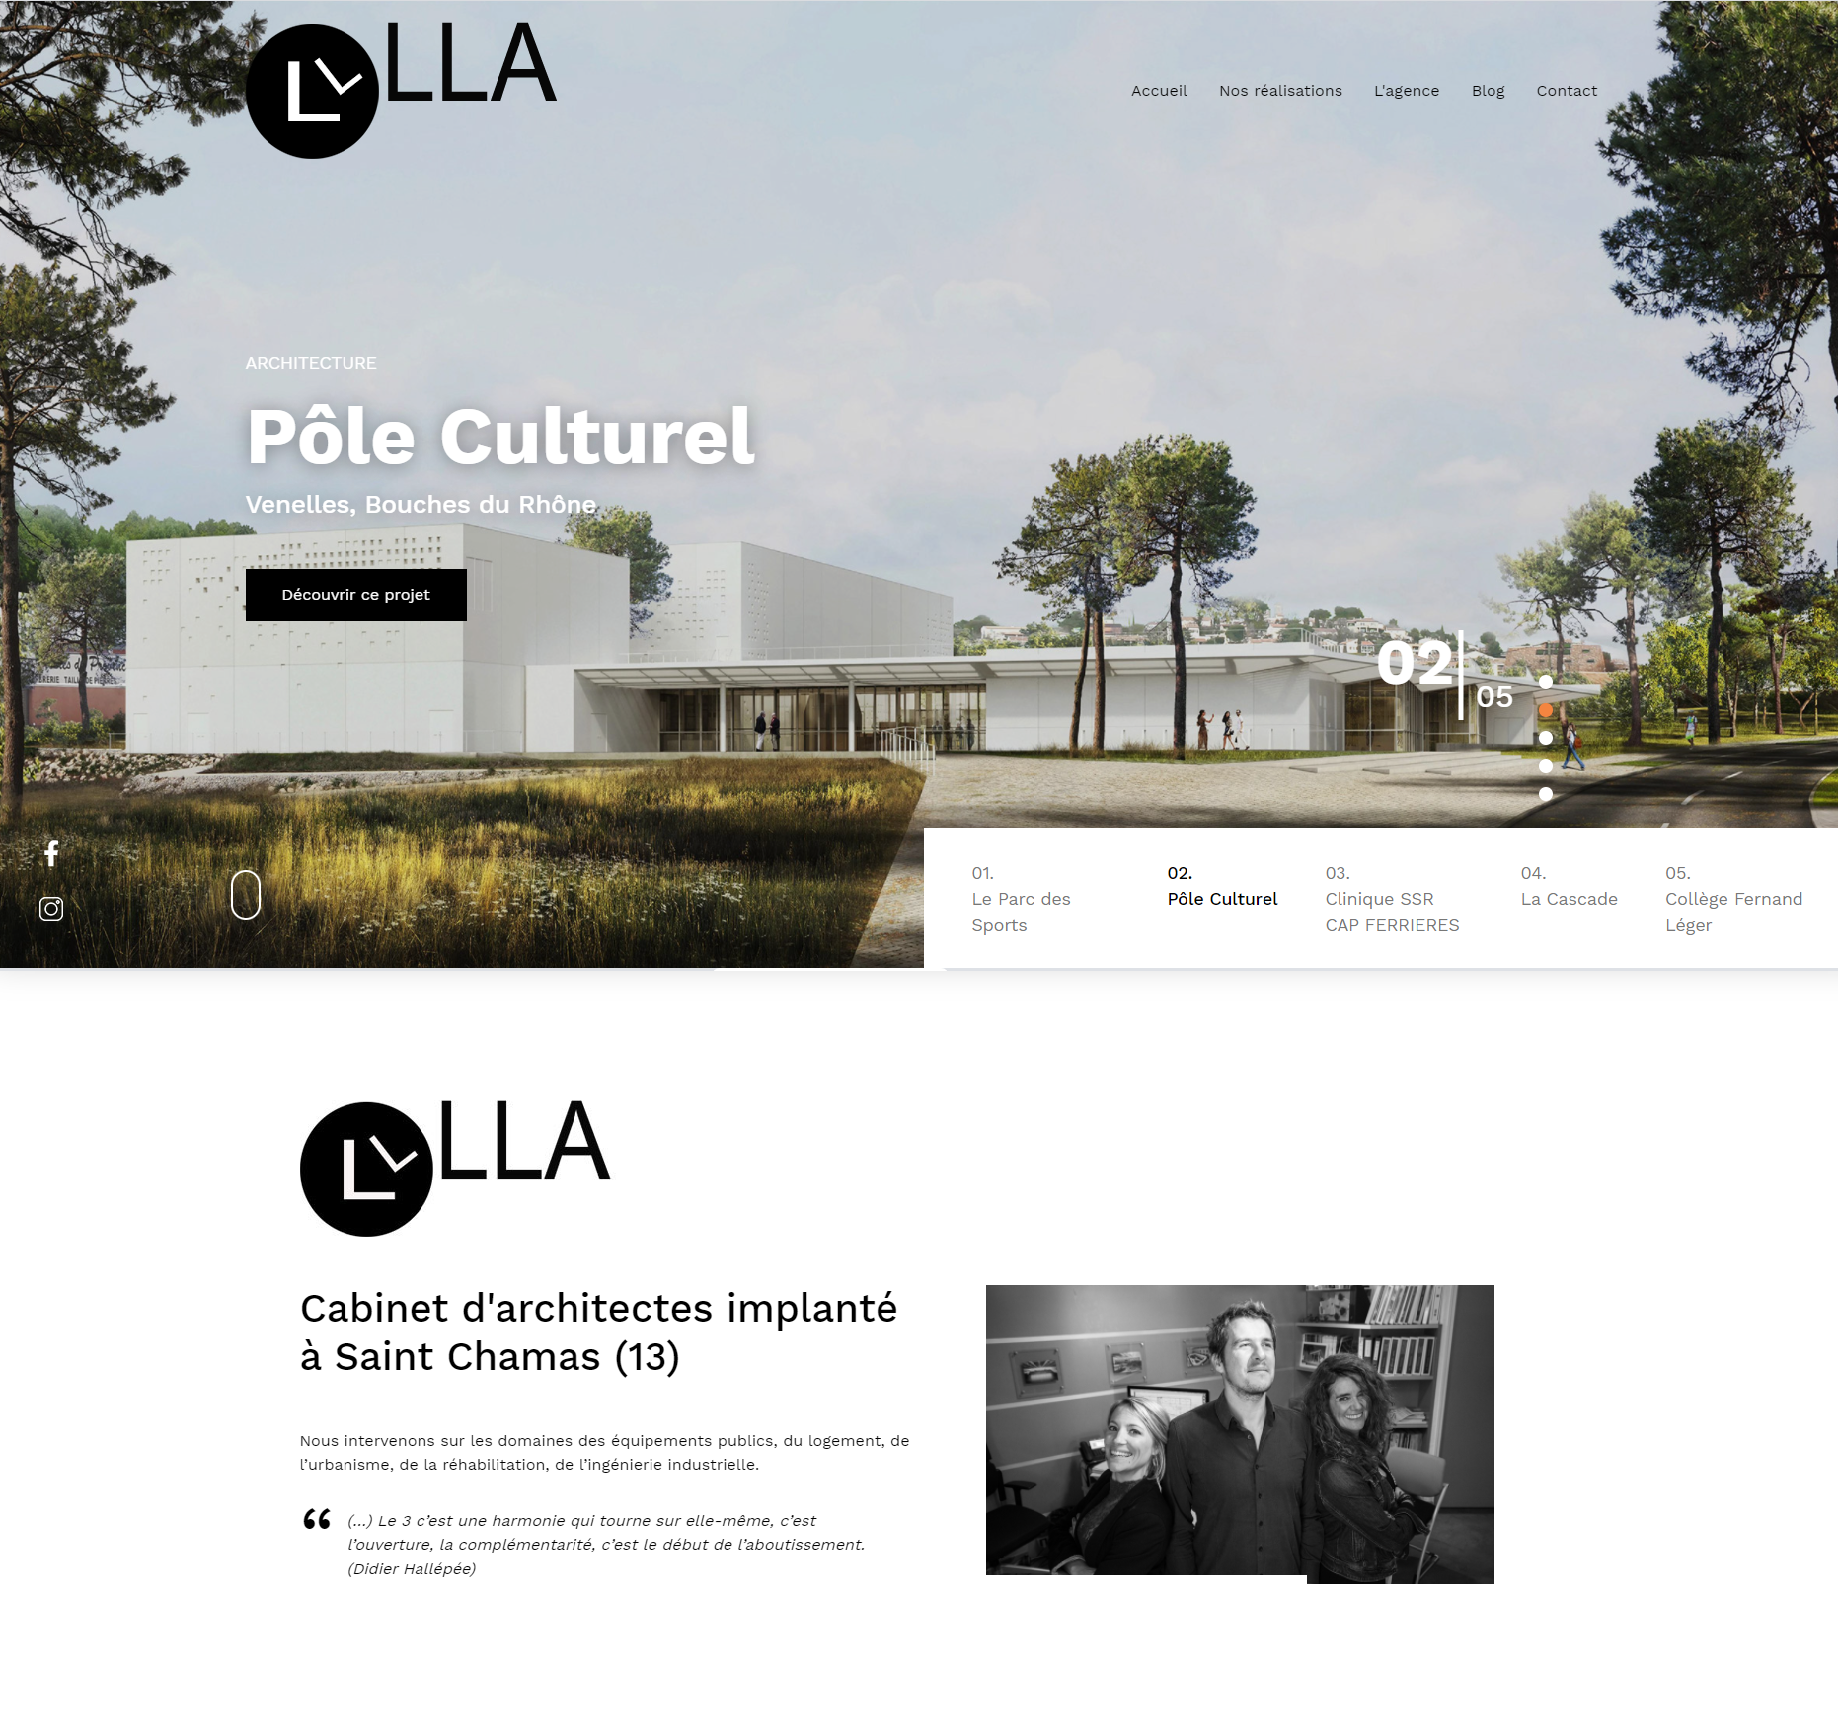 LLA
Accueil Nos réalisations L'agence Blog Contact
ARCHITECTURE
Pôle Culturel
Venelles, Bouches du Rhône
Découvrir ce projet
02
05
01.
Le Parc des
Sports
02.
Pôle Culturel
03.
Clinique SSR
CAP FERRIERES
04.
La Cascade
05.
Collège Fernand
Léger
LLA
Cabinet d'architectes implanté
à Saint Chamas (13)
Nous intervenons sur les domaines des équipements publics, du logement, de
l’urbanisme, de la réhabilitation, de l’ingénierie industrielle.
(...) Le 3 c’est une harmonie qui tourne sur elle-même, c’est
l’ouverture, la complémentarité, c’est le début de l’aboutissement.
(Didier Hallépée)